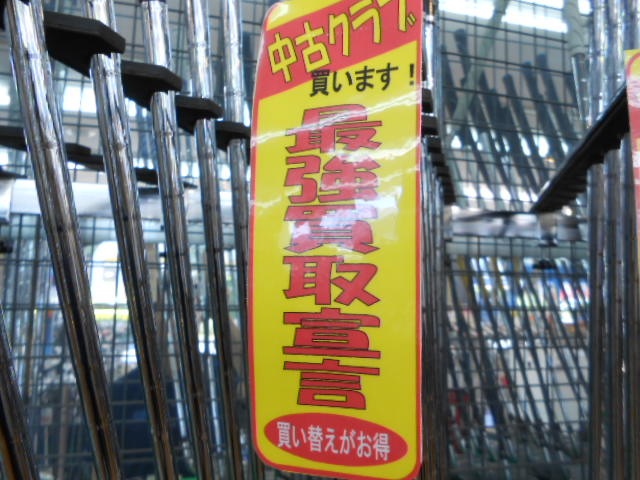 中古クラブ
買います！
最強買取宣言
買い替えがお得